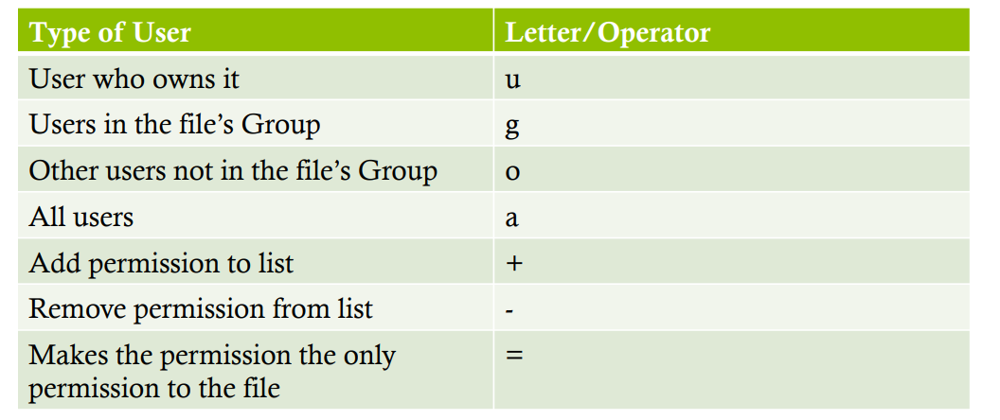 Type of User Letter/Operator
User who owns it u
Users in the file's Group g
Other users not in the file's Group o
All users a
Add permission to list +
Remove permission from list -
Makes the permission the only =
permission to the file